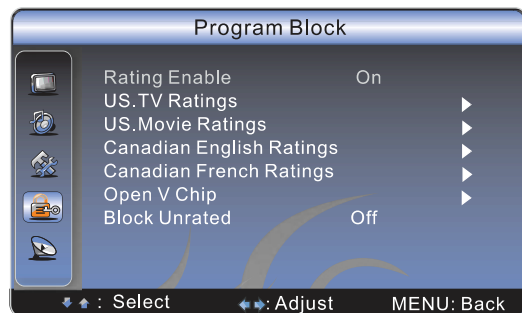 Program Block
Rating Enable On
US.TV Ratings
US.Movie Ratings
Canadian English Ratings
Canadian French Ratings
Open V Chip
Block Unrated Off
: Select : Adjust MENU: Back